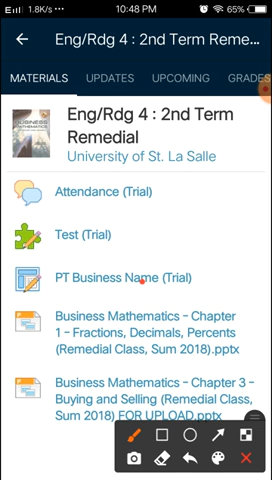 1.8K/s ••• 10:48 PM 65%
Eng/Rdg 4 : 2nd Term Reme...
MATERIALS UPDATES UPCOMING GRADES
BUSINESS MATHEMATICS
Eng/Rdg 4 : 2nd Term
Remedial
University of St. La Salle
Attendance (Trial)
Test (Trial)
PT Business Name (Trial)
Business Mathematics - Chapter
1 - Fractions, Decimals, Percents
(Remedial Class, Sum 2018).pptx
Business Mathematics - Chapter 3 -
Buying and Selling (Remedial Class,
Sum 2018) FOR UPLOAD.pptx